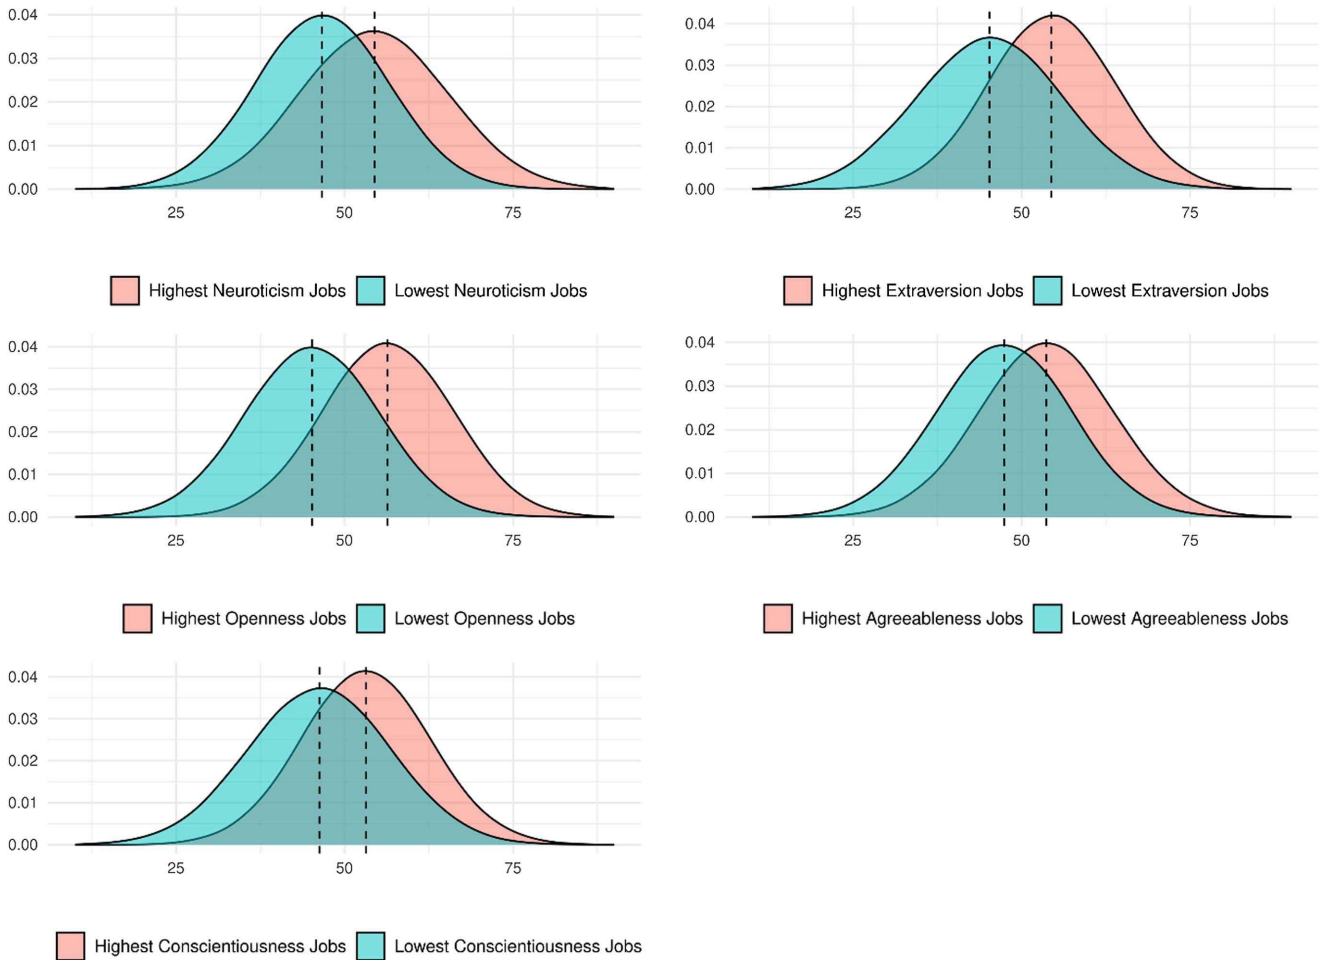 0.04
0.03
0.02
0.01
0.00
25 50 75
Highest Neuroticism Jobs Lowest Neuroticism Jobs
0.04
0.03
0.02
0.01
0.00
25 50 75
Highest Extraversion Jobs Lowest Extraversion Jobs
0.04
0.03
0.02
0.01
0.00
25 50 75
Highest Openness Jobs Lowest Openness Jobs
0.04
0.03
0.02
0.01
0.00
25 50 75
Highest Agreeableness Jobs Lowest Agreeableness Jobs
0.04
0.03
0.02
0.01
0.00
25 50 75
Highest Conscientiousness Jobs Lowest Conscientiousness Jobs